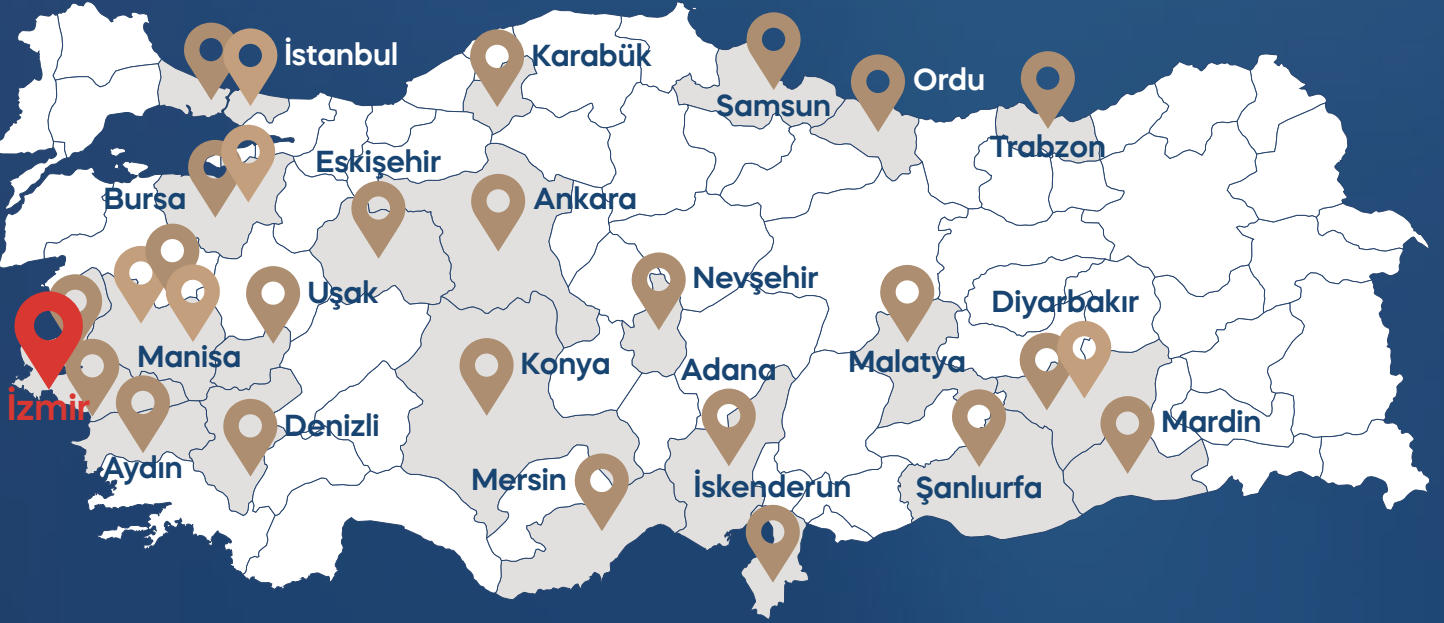 İstanbul
Karabük
Ordu
Samsun
Trabzon
Eskişehir
Bursa
Ankara
Nevşehir
Uşak
Diyarbakır
Manisa
Konya
Malatya
Adana
İzmir
Denizli
Mardin
Aydın
Mersin
İskenderun
Şanlıurfa